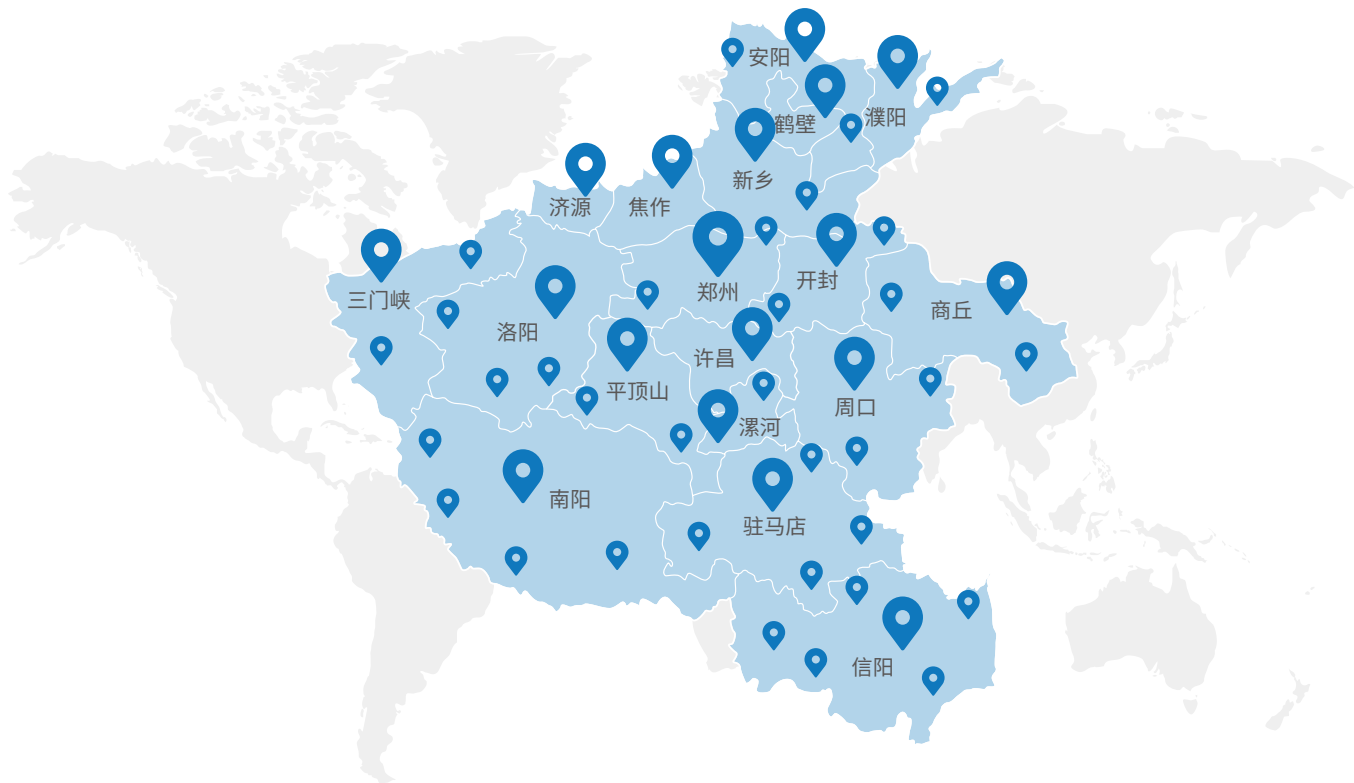 安阳
鹤壁
濮阳
新乡
济源
焦作
三门峡
郑州
开封
商丘
洛阳
许昌
平顶山
周口
漯河
南阳
驻马店
信阳